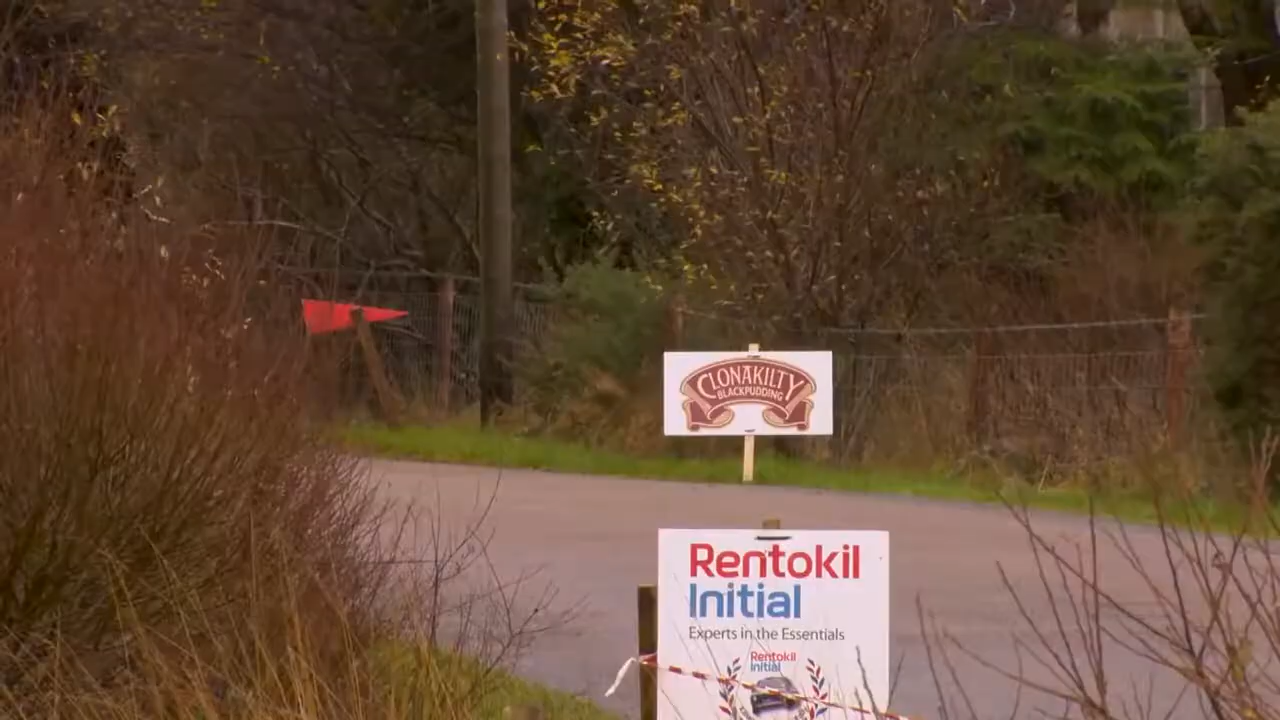 CLONAKILTY
BLACKPUDDING
Rentokil
Initial
Experts in the Essentials
Rentokil
Initial